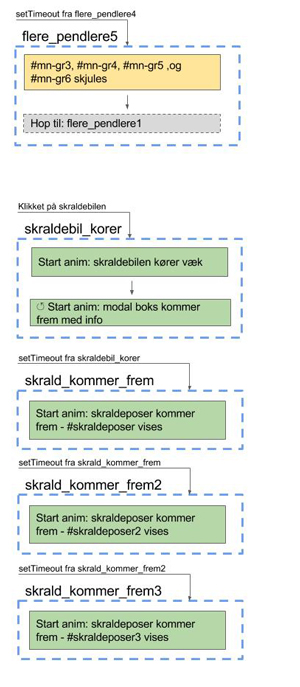 setTimeout fra flere_pendlere4
flere_pendlere5
#mn-gr3, #mn-gr4, #mn-gr5 ,og
#mn-gr6 skjules
Hop til: flere_pendlere1
Klikket på skraldebilen
skraldebil_korer
Start anim: skraldebilen kører væk
Start anim: modal boks kommer
frem med info
setTimeout fra skraldebil_korer
skrald_kommer_frem
Start anim: skraldeposer kommer
frem - #skraldeposer vises
setTimeout fra skrald_kommer_frem
skrald_kommer_frem2
Start anim: skraldeposer kommer
frem - #skraldeposer2 vises
setTimeout fra skrald_kommer_frem2
skrald_kommer_frem3
Start anim: skraldeposer kommer
frem - #skraldeposer3 vises